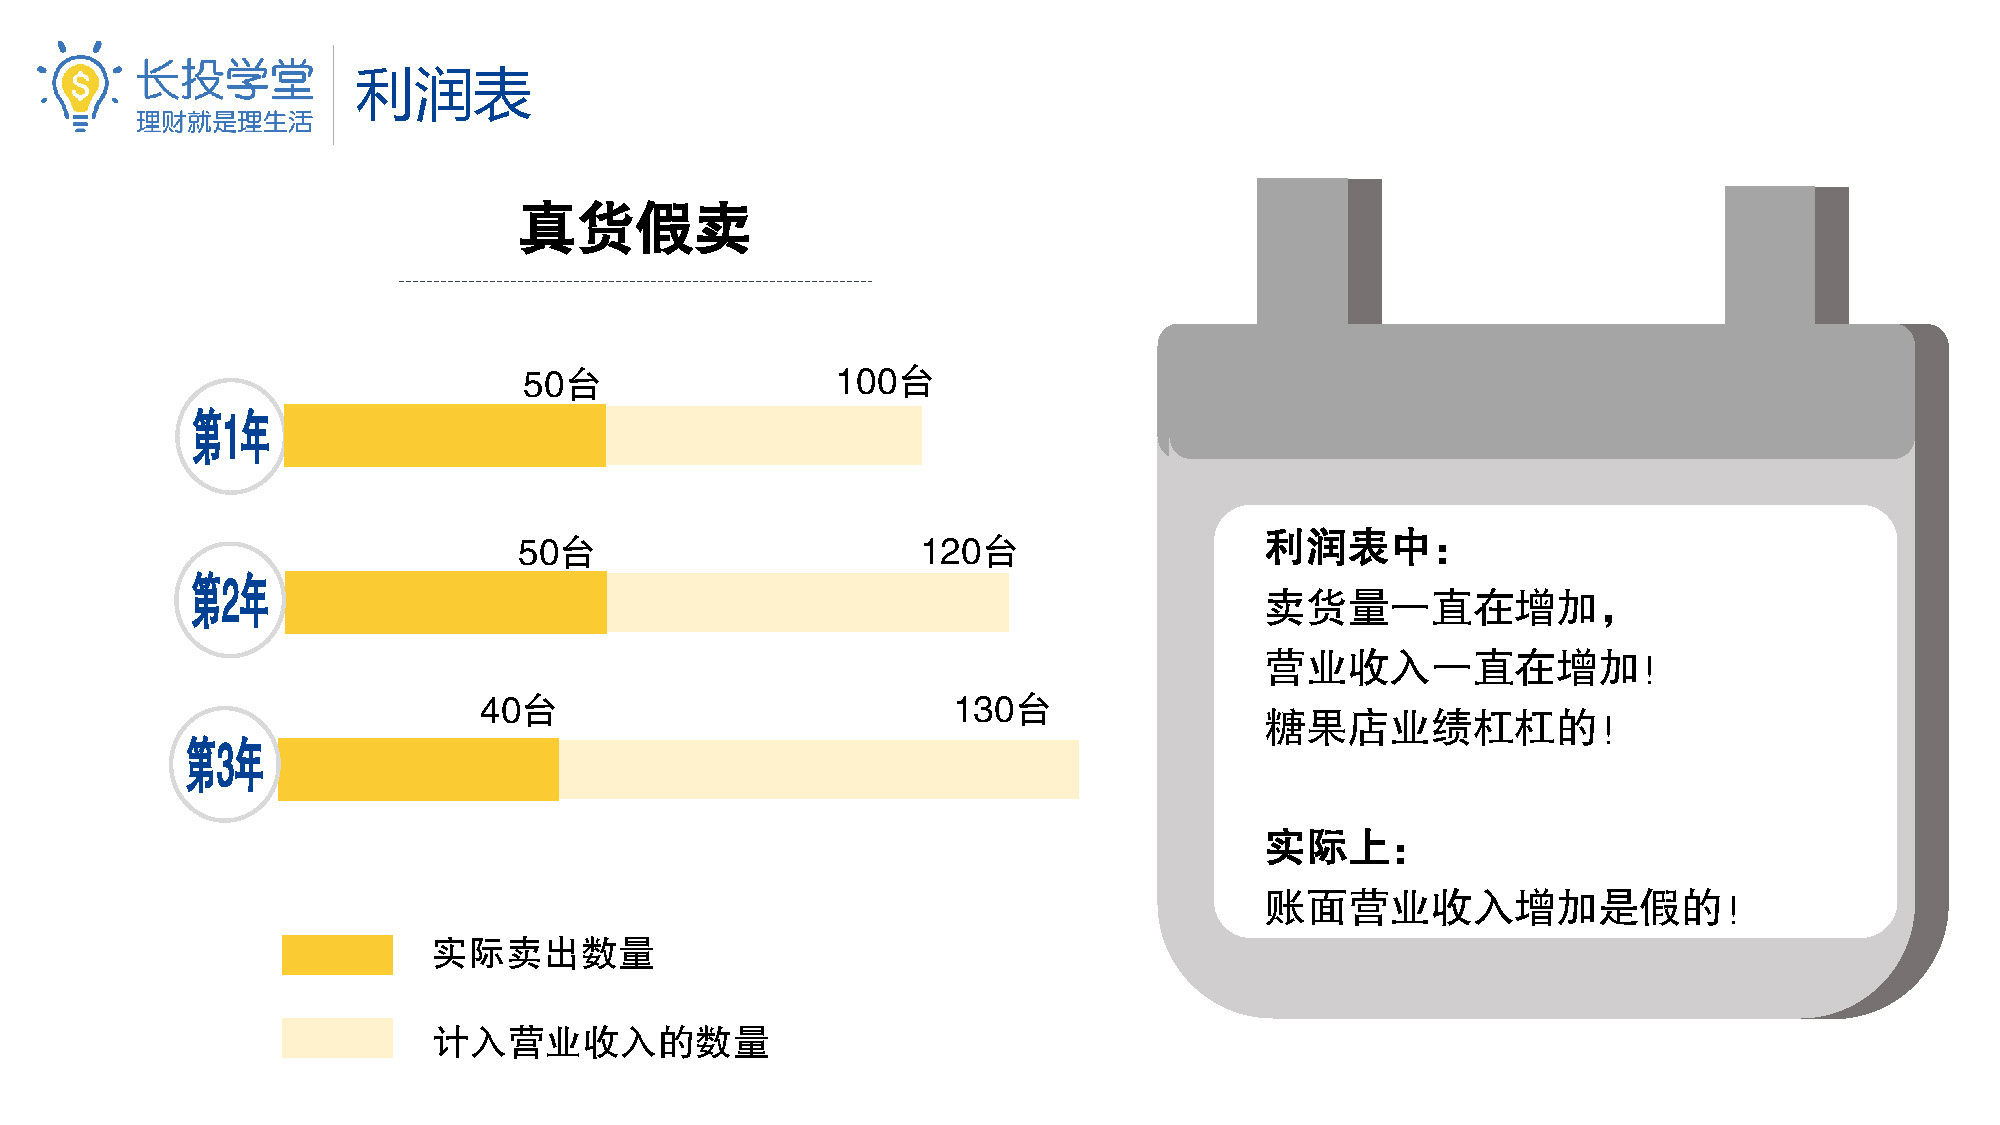 长投学堂
理财就是理生活
利润表
真货假卖
50台
100台
第1年
50台
120台
第2年
40台
130台
第3年
实际卖出数量
计入营业收入的数量
利润表中：
卖货量一直在增加，
营业收入一直在增加！
糖果店业绩杠杠的！
实际上：
账面营业收入增加是假的！